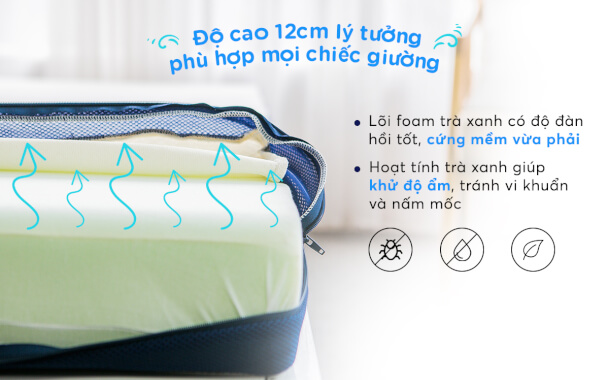 Độ cao 12cm lý tưởng
phù hợp mọi chiếc giường
• Lõi foam trà xanh có độ đàn
hồi tốt, cứng mềm vừa phải
• Hoạt tính trà xanh giúp
khử độ ẩm, tránh vi khuẩn
và nấm mốc